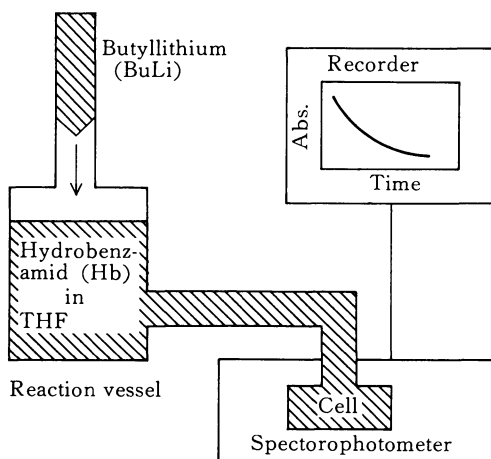 Butyllithium
(BuLi)
Recorder
Abs.
Time
Hydrobenz-
amid (Hb)
in
THF
Reaction vessel
Cell
Spectorophotometer